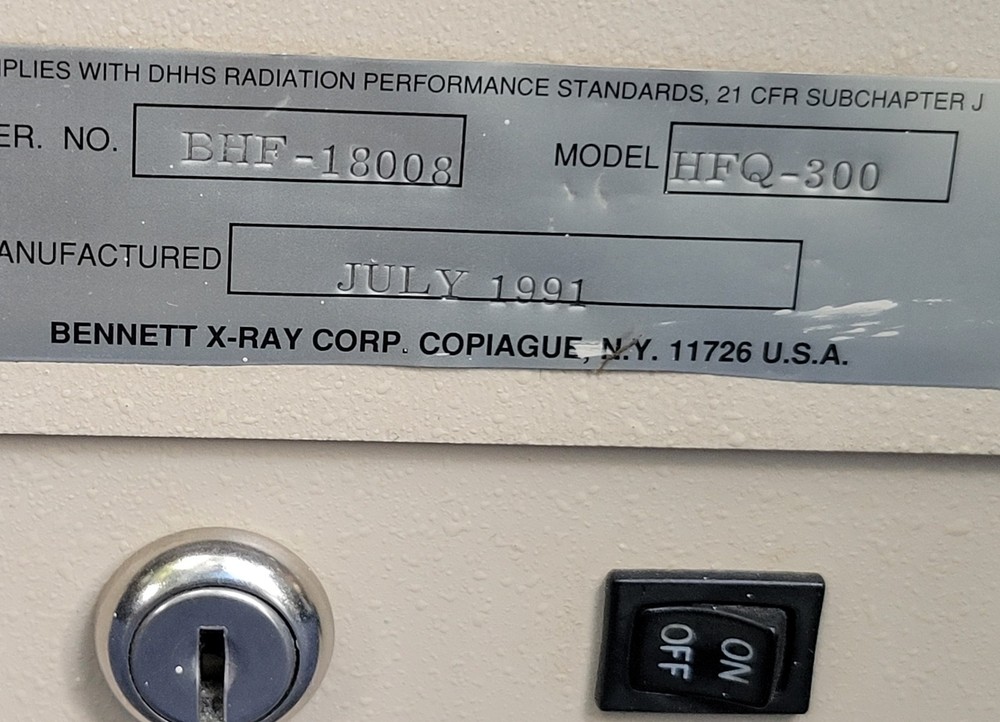 MPLIES WITH DHHS RADIATION PERFORMANCE STANDARDS, 21 CFR SUBCHAPTER J
ER. NO. BHF-18008 MODEL HFQ-300
ANUFACTURED JULY 1991
BENNETT X-RAY CORP. COPIAGUE, N.Y. 11726 U.S.A.
OFF ON